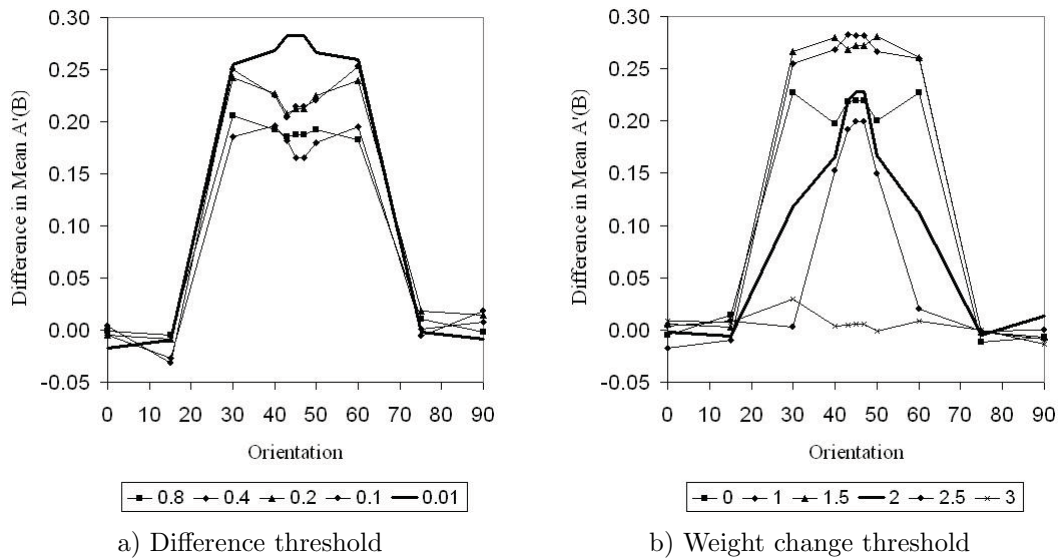 0.30
0.25
0.20
0.15
0.10
0.05
0.00
-0.05
Difference in Mean A'(B)
0 10 20 30 40 50 60 70 80 90
Orientation
0.8 0.4 0.2 0.1 0.01
a) Difference threshold
0.30
0.25
0.20
0.15
0.10
0.05
0.00
-0.05
Difference in Mean A'(B)
0 10 20 30 40 50 60 70 80 90
Orientation
0 1 1.5 2 2.5 3
b) Weight change threshold